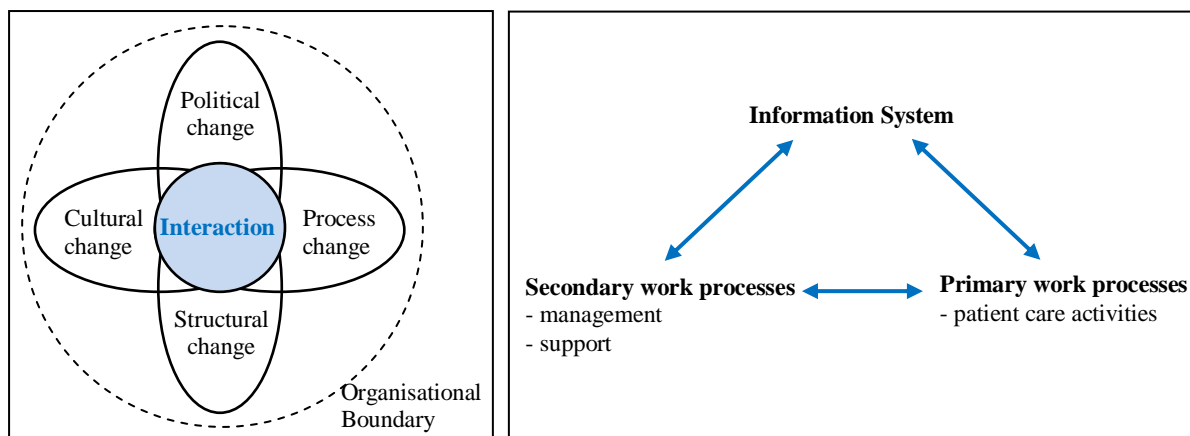 Political
change
Cultural
change
Interaction
Process
change
Structural
change
Organisational
Boundary
Information System
Secondary work processes
- management
- support
Primary work processes
- patient care activities